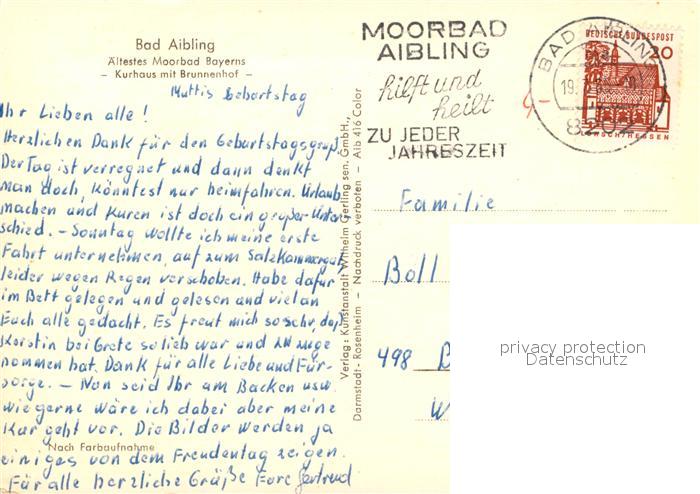 Bad Aibling
Ältestes Moorbad Bayerns
– Kurhaus mit Brunnenhof –
Muttis Geburtstag
Ihr Lieben alle!
Herzlichen Dank für den Geburtstagsgruß.
Der Tag ist verregnet und dann denkt
man doch, könntest nur heimfahren. Urlaub
machen und Kuren ist doch ein großer Unter
schied. – Sonntag wollte ich meine erste
Fahrt unternehmen, auf zum Salzkammergut
leider wegen Regen verschoben. Habe dafür
im Bett gelegen und gelesen und viel an
Euch alle gedacht. Es freut mich so sehr, daß
Kerstin bei Grete so lieb war und zu zuge
nommen hat. Dank für alle Liebe und Für-
sorge. – Nun seid Ihr am Backen usw.
wie gerne wäre ich dabei aber meine
Kur geht vor. Die Bilder werden ja
Nach Farbaufnahme
einiges von dem Freudentag zeigen.
Für alle herzliche Grüße Eure Gertrud
Verlag: Kunstanstalt Wilhelm Gerling sen. GmbH.,
Darmstadt - Rosenheim – Nachdruck verboten – Aib 416 Color
MOORBAD
AIBLING
hilft und
heilt
ZU JEDER
JAHRESZEIT
BAD AIBLING
19.
DEUTSCHE BUNDESPOST
20
LORSCH/HESSEN
Familie
Boll
498 B
W
privacy protection
Datenschutz